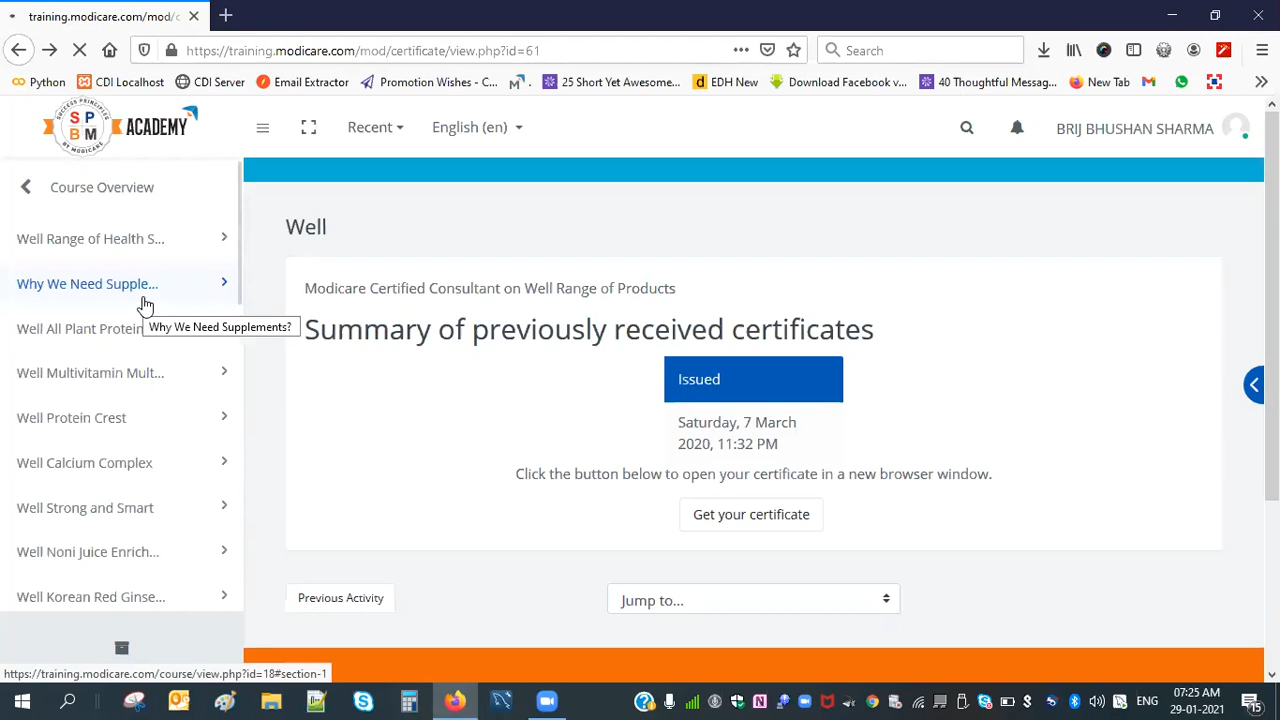 training.modicare.com/mod/c
https://training.modicare.com/mod/certificate/view.php?id=61
Search
Python
CDI Localhost
CDI Server
Email Extractor
Promotion Wishes - C...
25 Short Yet Awesome...
EDH New
Download Facebook v...
40 Thoughtful Messag...
New Tab
SUCCESS PRINCIPLES
SP
BM
BY MODICARE
ACADEMY
Recent
English (en)
BRIJ BHUSHAN SHARMA
Course Overview
Well Range of Health S...
Why We Need Supple...
Why We Need Supplements?
Well All Plant Protein
Well Multivitamin Mult...
Well Protein Crest
Well Calcium Complex
Well Strong and Smart
Well Noni Juice Enrich...
Well Korean Red Ginse...
Well
Modicare Certified Consultant on Well Range of Products
Summary of previously received certificates
Issued
Saturday, 7 March
2020, 11:32 PM
Click the button below to open your certificate in a new browser window.
Get your certificate
Previous Activity
Jump to...
https://training.modicare.com/course/view.php?id=18#section-1
ENG
07:25 AM
29-01-2021
15